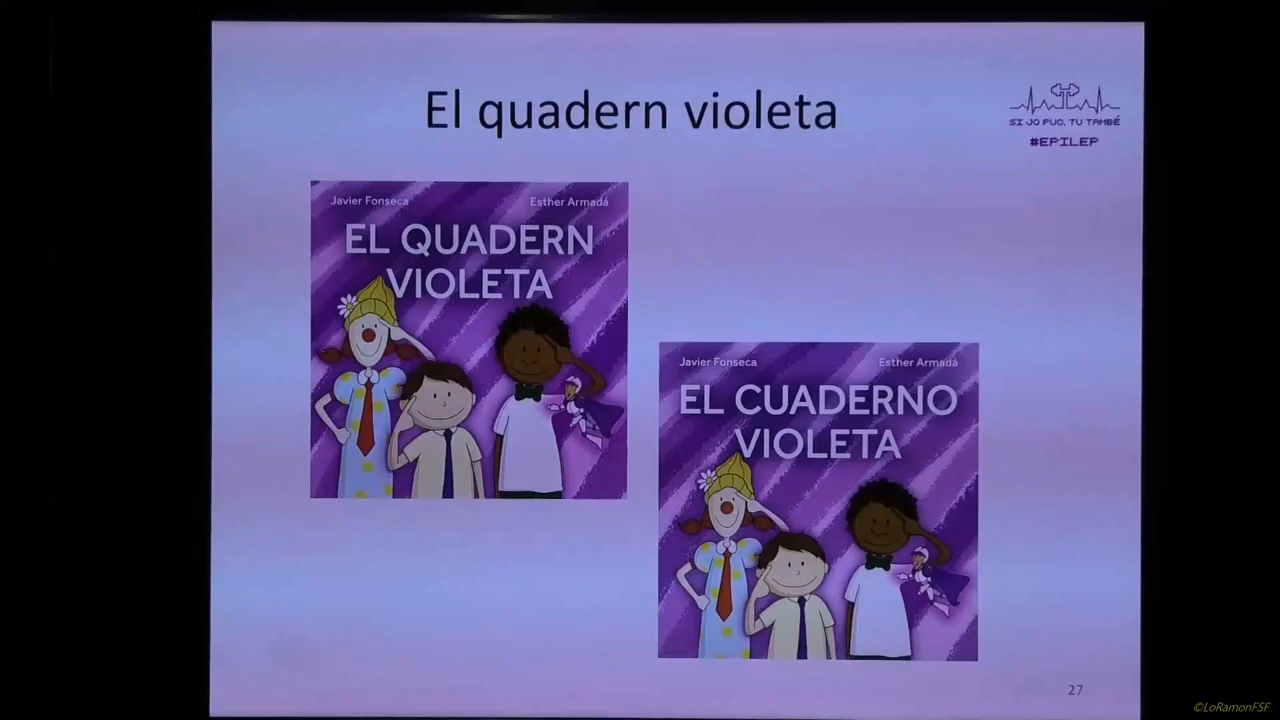 El quadern violeta
SI JO PUC, TU TAMBÉ
#EPILEP
Javier Fonseca
Esther Armadá
EL QUADERN
VIOLETA
Javier Fonseca
Esther Armadá
EL CUADERNO
VIOLETA
27
©LoRamonFSF